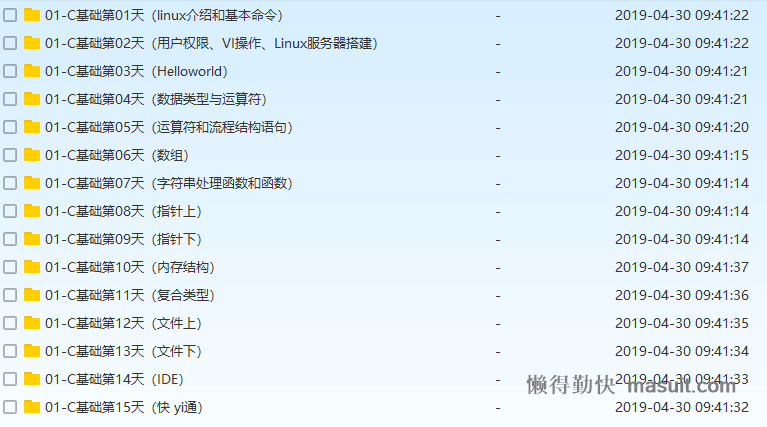 01-C基础第01天（linux介绍和基本命令） - 2019-04-30 09:41:22
01-C基础第02天（用户权限、VI操作、Linux服务器搭建） - 2019-04-30 09:41:22
01-C基础第03天（Helloworld） - 2019-04-30 09:41:21
01-C基础第04天（数据类型与运算符） - 2019-04-30 09:41:21
01-C基础第05天（运算符和流程结构语句） - 2019-04-30 09:41:20
01-C基础第06天（数组） - 2019-04-30 09:41:15
01-C基础第07天（字符串处理函数和函数） - 2019-04-30 09:41:14
01-C基础第08天（指针上） - 2019-04-30 09:41:14
01-C基础第09天（指针下） - 2019-04-30 09:41:14
01-C基础第10天（内存结构） - 2019-04-30 09:41:37
01-C基础第11天（复合类型） - 2019-04-30 09:41:36
01-C基础第12天（文件上） - 2019-04-30 09:41:35
01-C基础第13天（文件下） - 2019-04-30 09:41:34
01-C基础第14天（IDE） - 2019-04-30 09:41:33
懒得勤快 masuit.com
01-C基础第15天（快 yi通） - 2019-04-30 09:41:32